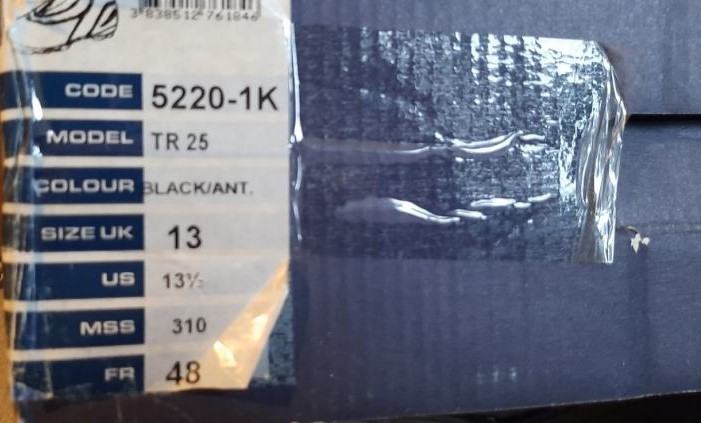 3 838512 761846
CODE 5220-1K
MODEL TR 25
COLOUR BLACK/ANT.
SIZE UK 13
US 13½
MSS 310
FR 48